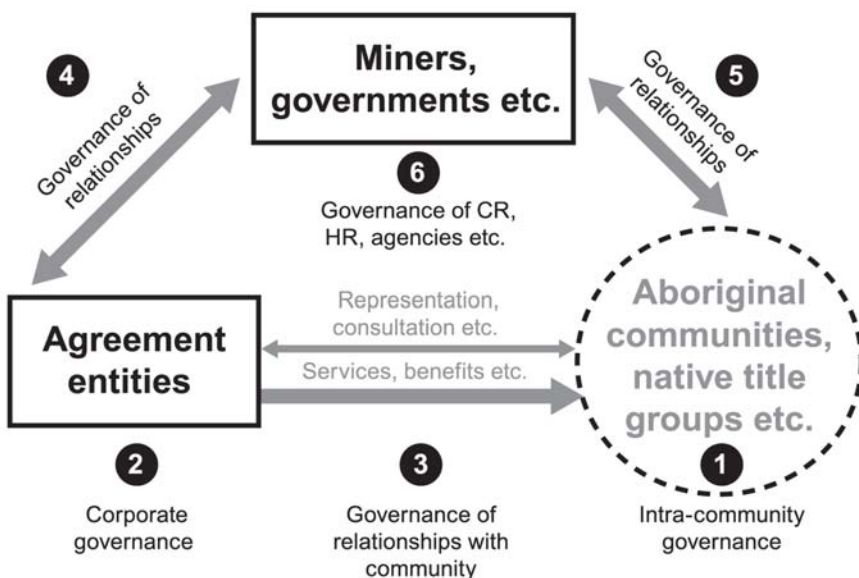 4
Governance of
relationships
Miners,
governments etc.
5
Governance of
relationships
6
Governance of CR,
HR, agencies etc.
Agreement
entities
Representation,
consultation etc.
Services, benefits etc.
Aboriginal
communities,
native title
groups etc.
2
Corporate
governance
3
Governance of
relationships with
community
1
Intra-community
governance